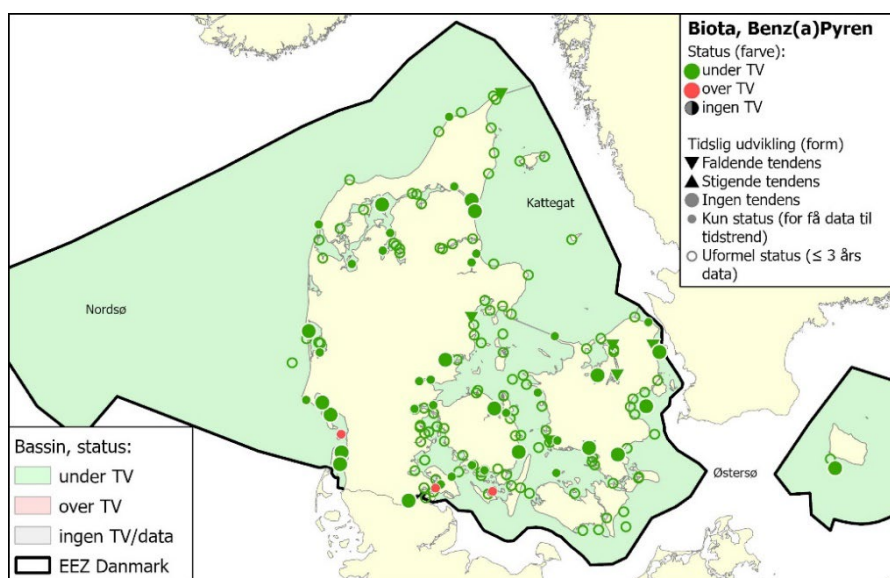 Biota, Benz(a)Pyren
Status (farve):
under TV
over TV
ingen TV
Tidslig udvikling (form)
Faldende tendens
Stigende tendens
Ingen tendens
Kun status (for få data til
tidstrend)
Uformel status (≤ 3 års
data)
Kattegat
Nordsø
Østersø
Bassin, status:
under TV
over TV
ingen TV/data
EEZ Danmark